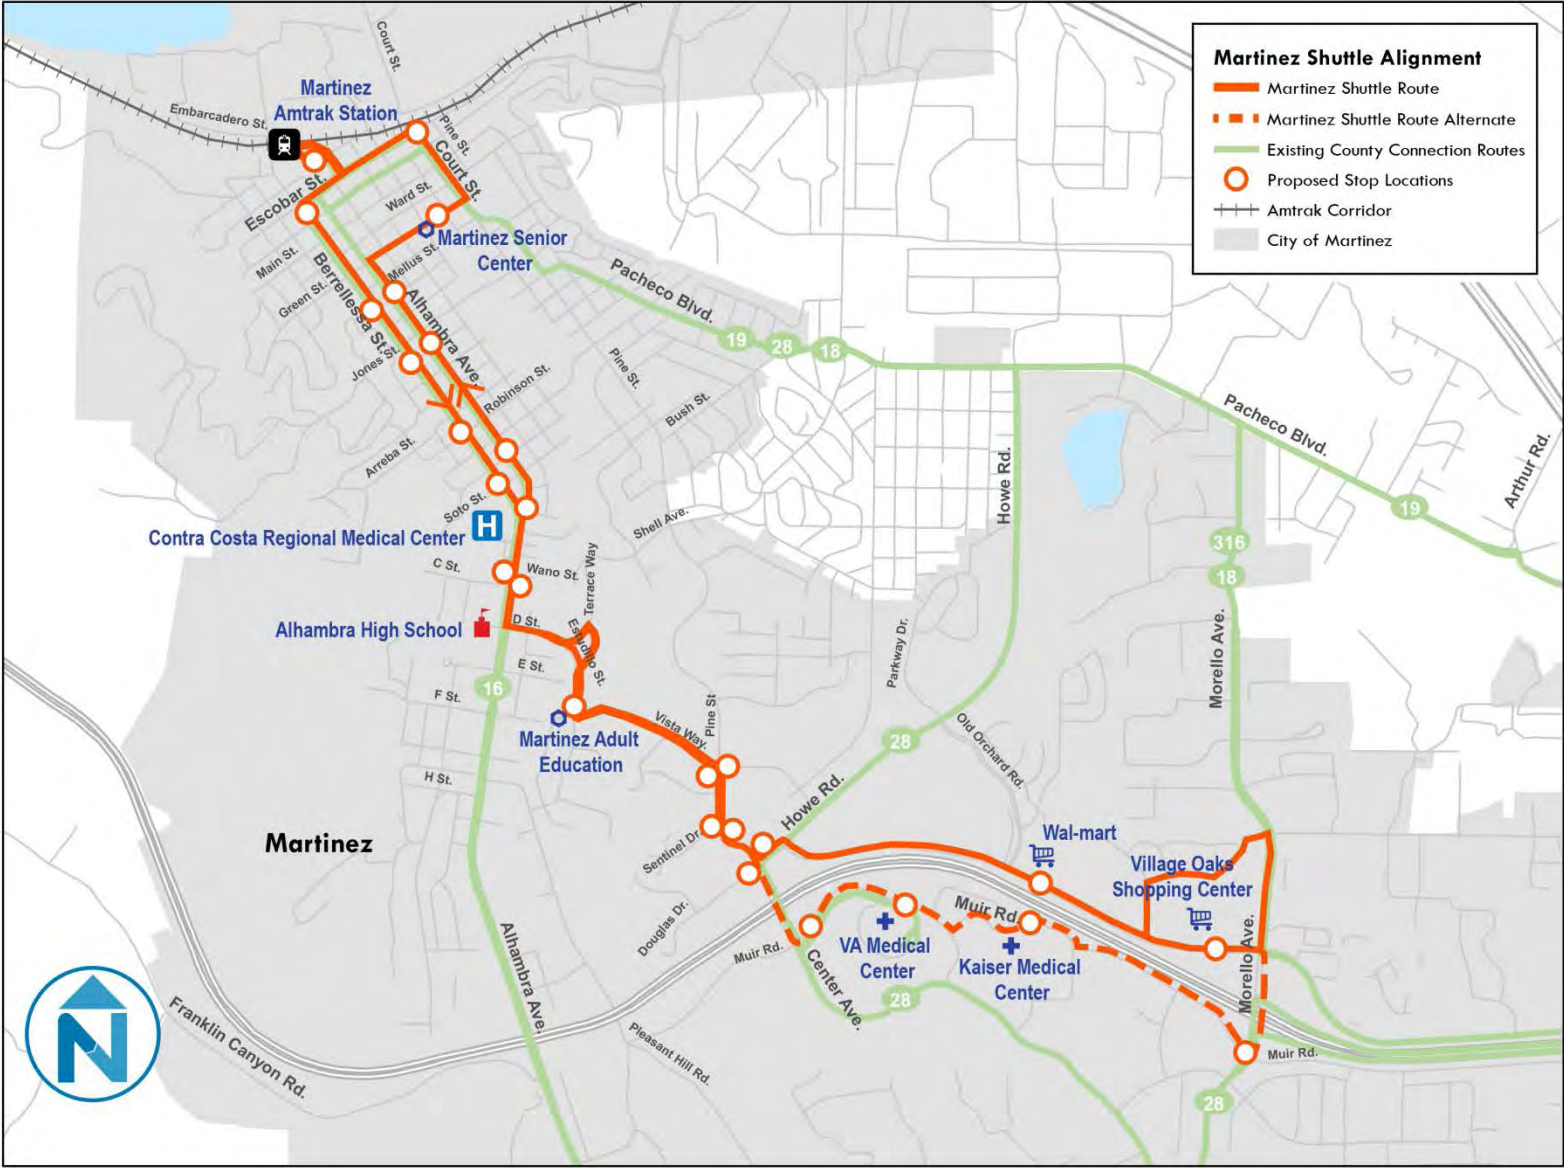 Martinez Shuttle Alignment
Martinez Shuttle Route
Martinez Shuttle Route Alternate
Existing County Connection Routes
Proposed Stop Locations
Amtrak Corridor
City of Martinez
Court St.
Martinez
Amtrak Station
Embarcadero St.
Pine St.
Court St.
Escobar St.
Ward St.
Martinez Senior
Center
Main St.
Mellus St.
Green St.
Berrellessa St.
Alhambra Ave.
Pacheco Blvd.
19
28
18
Jones St.
Pine St.
Robinson St.
Bush St.
Pacheco Blvd.
Arreba St.
Howe Rd.
Arthur Rd.
19
Soto St.
H
Shell Ave.
Contra Costa Regional Medical Center
316
18
C St.
Wano St.
Terrace Way
Alhambra High School
D St.
Estudillo St.
Parkway Dr.
Morello Ave.
E St.
16
F St.
Pine St
Vista Way.
Martinez Adult
Education
28
Old Orchard Rd.
H St.
Howe Rd.
Martinez
Sentinel Dr.
Wal-mart
Village Oaks
Shopping Center
Douglas Dr.
Muir Rd.
Muir Rd.
VA Medical
Center
Kaiser Medical
Center
Center Ave.
28
Morello Ave.
Alhambra Ave.
Franklin Canyon Rd.
Pleasant Hill Rd.
Muir Rd.
28
N